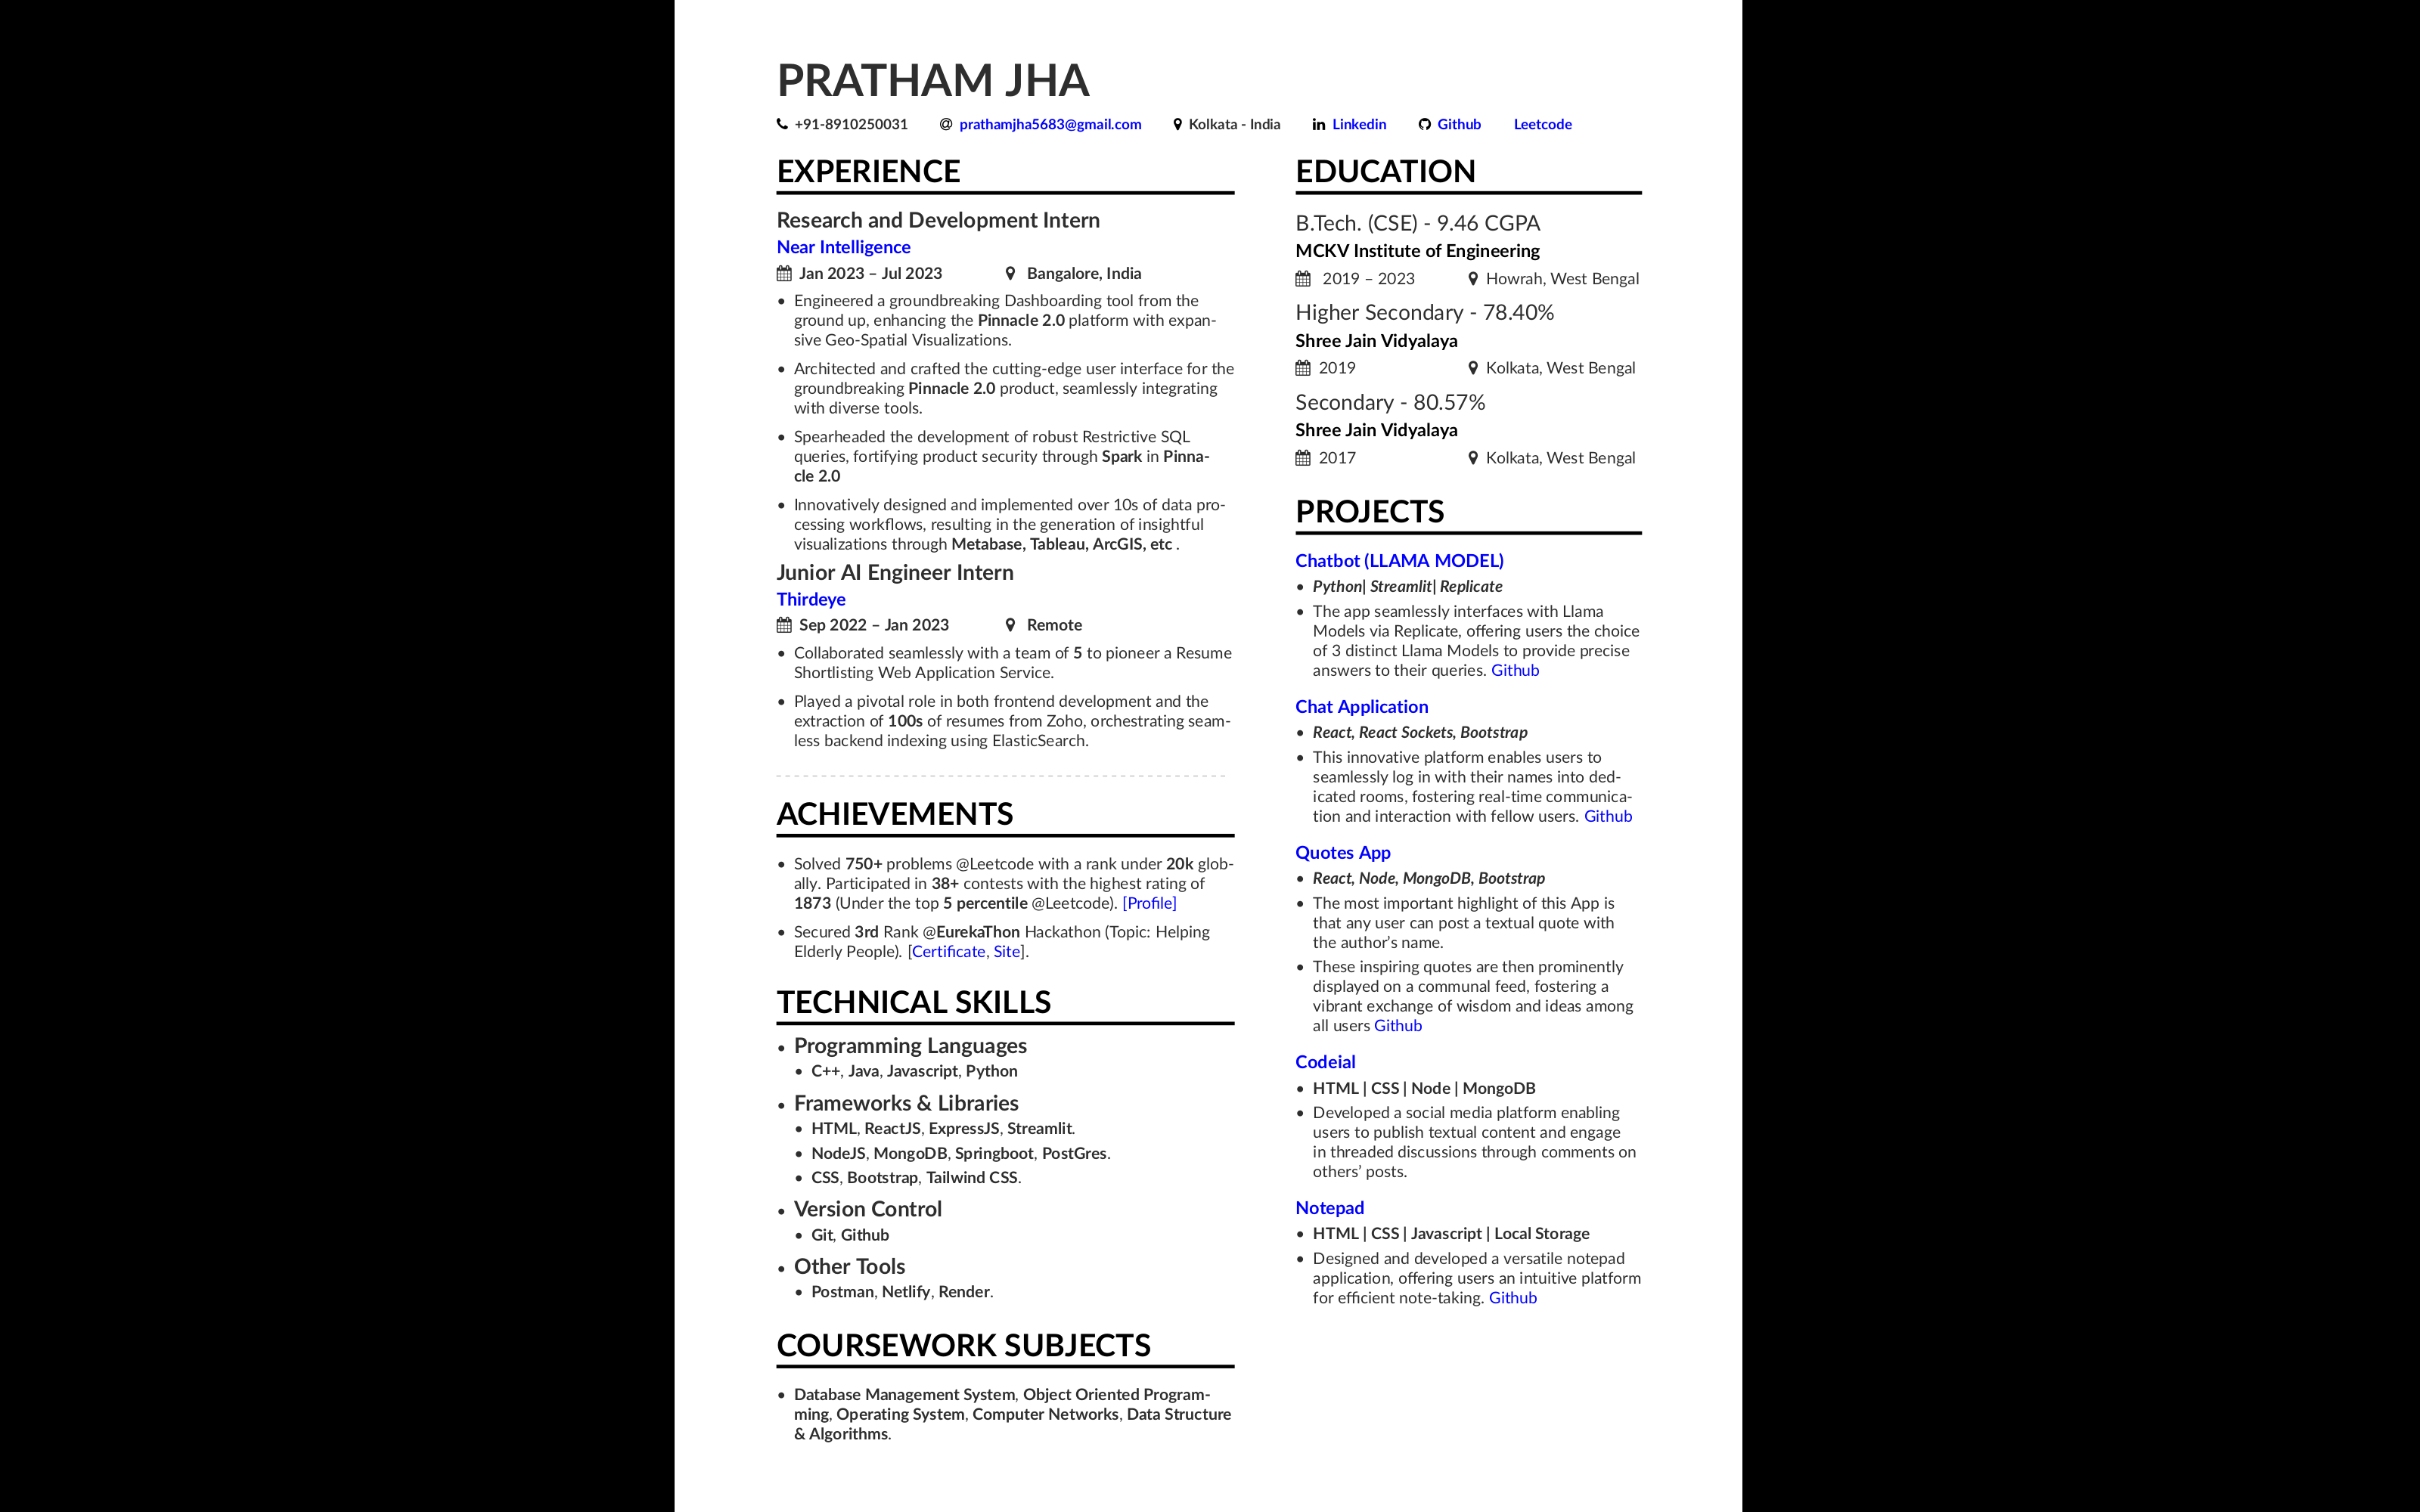 PRATHAM JHA
+91-8910250031 @ prathamjha5683@gmail.com Kolkata - India in Linkedin Github Leetcode
EXPERIENCE
Research and Development Intern
Near Intelligence
Jan 2023 – Jul 2023 Bangalore, India
• Engineered a groundbreaking Dashboarding tool from the
ground up, enhancing the Pinnacle 2.0 platform with expan-
sive Geo-Spatial Visualizations.
• Architected and crafted the cutting-edge user interface for the
groundbreaking Pinnacle 2.0 product, seamlessly integrating
with diverse tools.
• Spearheaded the development of robust Restrictive SQL
queries, fortifying product security through Spark in Pinna-
cle 2.0
• Innovatively designed and implemented over 10s of data pro-
cessing workflows, resulting in the generation of insightful
visualizations through Metabase, Tableau, ArcGIS, etc .
Junior AI Engineer Intern
Thirdeye
Sep 2022 – Jan 2023 Remote
• Collaborated seamlessly with a team of 5 to pioneer a Resume
Shortlisting Web Application Service.
• Played a pivotal role in both frontend development and the
extraction of 100s of resumes from Zoho, orchestrating seam-
less backend indexing using ElasticSearch.
ACHIEVEMENTS
• Solved 750+ problems @Leetcode with a rank under 20k glob-
ally. Participated in 38+ contests with the highest rating of
1873 (Under the top 5 percentile @Leetcode). [Profile]
• Secured 3rd Rank @EurekaThon Hackathon (Topic: Helping
Elderly People). [Certificate, Site].
TECHNICAL SKILLS
• Programming Languages
• C++, Java, Javascript, Python
• Frameworks & Libraries
• HTML, ReactJS, ExpressJS, Streamlit.
• NodeJS, MongoDB, Springboot, PostGres.
• CSS, Bootstrap, Tailwind CSS.
• Version Control
• Git, Github
• Other Tools
• Postman, Netlify, Render.
COURSEWORK SUBJECTS
• Database Management System, Object Oriented Program-
ming, Operating System, Computer Networks, Data Structure
& Algorithms.
EDUCATION
B.Tech. (CSE) - 9.46 CGPA
MCKV Institute of Engineering
2019 – 2023 Howrah, West Bengal
Higher Secondary - 78.40%
Shree Jain Vidyalaya
2019 Kolkata, West Bengal
Secondary - 80.57%
Shree Jain Vidyalaya
2017 Kolkata, West Bengal
PROJECTS
Chatbot (LLAMA MODEL)
• Python| Streamlit| Replicate
• The app seamlessly interfaces with Llama
Models via Replicate, offering users the choice
of 3 distinct Llama Models to provide precise
answers to their queries. Github
Chat Application
• React, React Sockets, Bootstrap
• This innovative platform enables users to
seamlessly log in with their names into ded-
icated rooms, fostering real-time communica-
tion and interaction with fellow users. Github
Quotes App
• React, Node, MongoDB, Bootstrap
• The most important highlight of this App is
that any user can post a textual quote with
the author's name.
• These inspiring quotes are then prominently
displayed on a communal feed, fostering a
vibrant exchange of wisdom and ideas among
all users Github
Codeial
• HTML | CSS | Node | MongoDB
• Developed a social media platform enabling
users to publish textual content and engage
in threaded discussions through comments on
others' posts.
Notepad
• HTML | CSS | Javascript | Local Storage
• Designed and developed a versatile notepad
application, offering users an intuitive platform
for efficient note-taking. Github